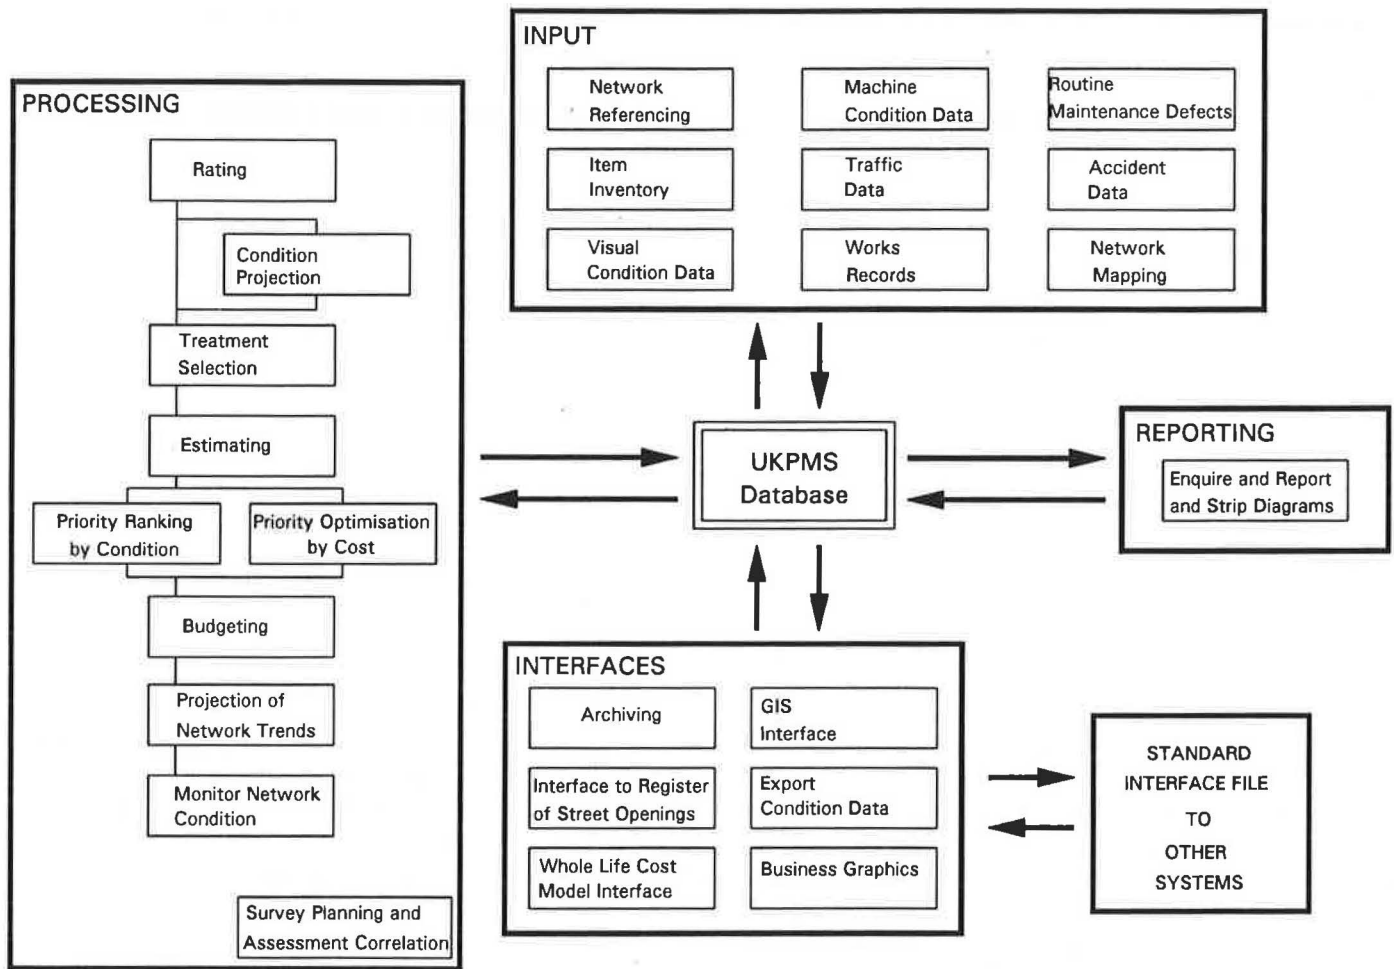 PROCESSING
Rating
Condition
Projection
Treatment
Selection
Estimating
Priority Ranking
by Condition
Priority Optimisation
by Cost
Budgeting
Projection of
Network Trends
Monitor Network
Condition
Survey Planning and
Assessment Correlation
INPUT
Network
Referencing
Machine
Condition Data
Routine
Maintenance Defects
Item
Inventory
Traffic
Data
Accident
Data
Visual
Condition Data
Works
Records
Network
Mapping
UKPMS
Database
REPORTING
Enquire and Report
and Strip Diagrams
INTERFACES
Archiving
GIS
Interface
Interface to Register
of Street Openings
Export
Condition Data
Whole Life Cost
Model Interface
Business Graphics
STANDARD
INTERFACE FILE
TO
OTHER
SYSTEMS